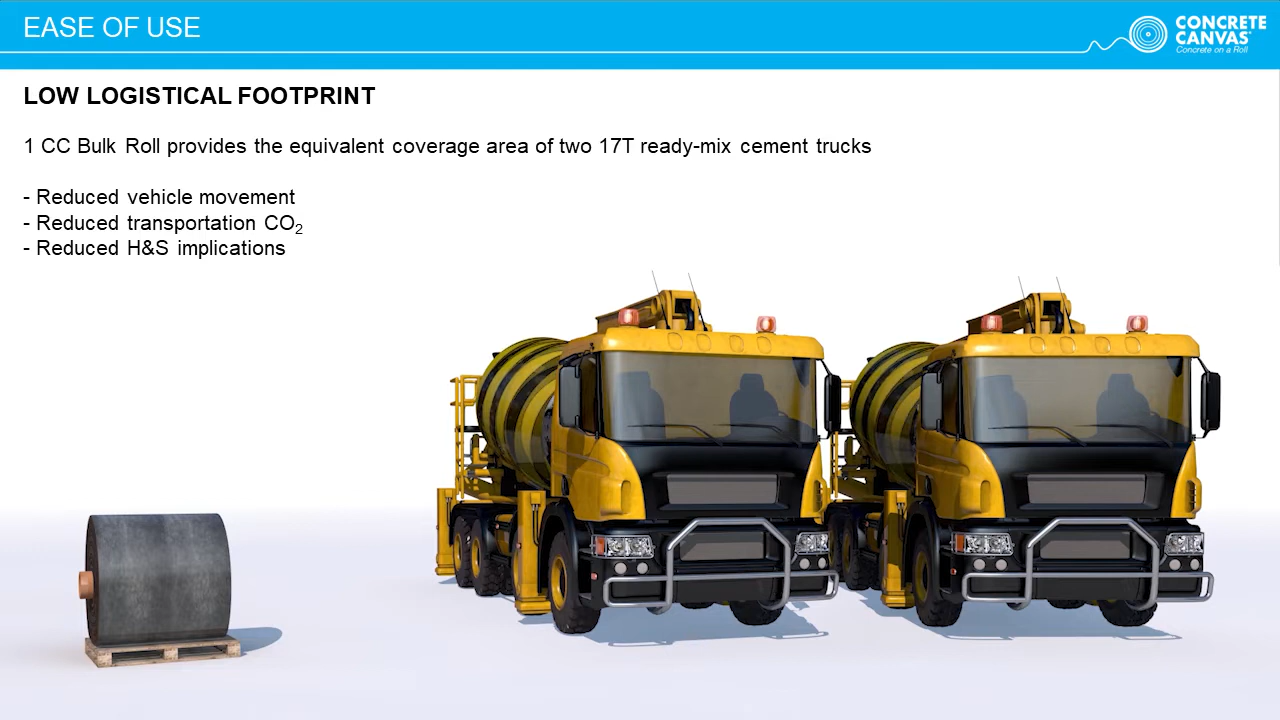 EASE OF USE
CONCRETE
CANVAS®
Concrete on a Roll
LOW LOGISTICAL FOOTPRINT
1 CC Bulk Roll provides the equivalent coverage area of two 17T ready-mix cement trucks
- Reduced vehicle movement
- Reduced transportation CO₂
- Reduced H&S implications